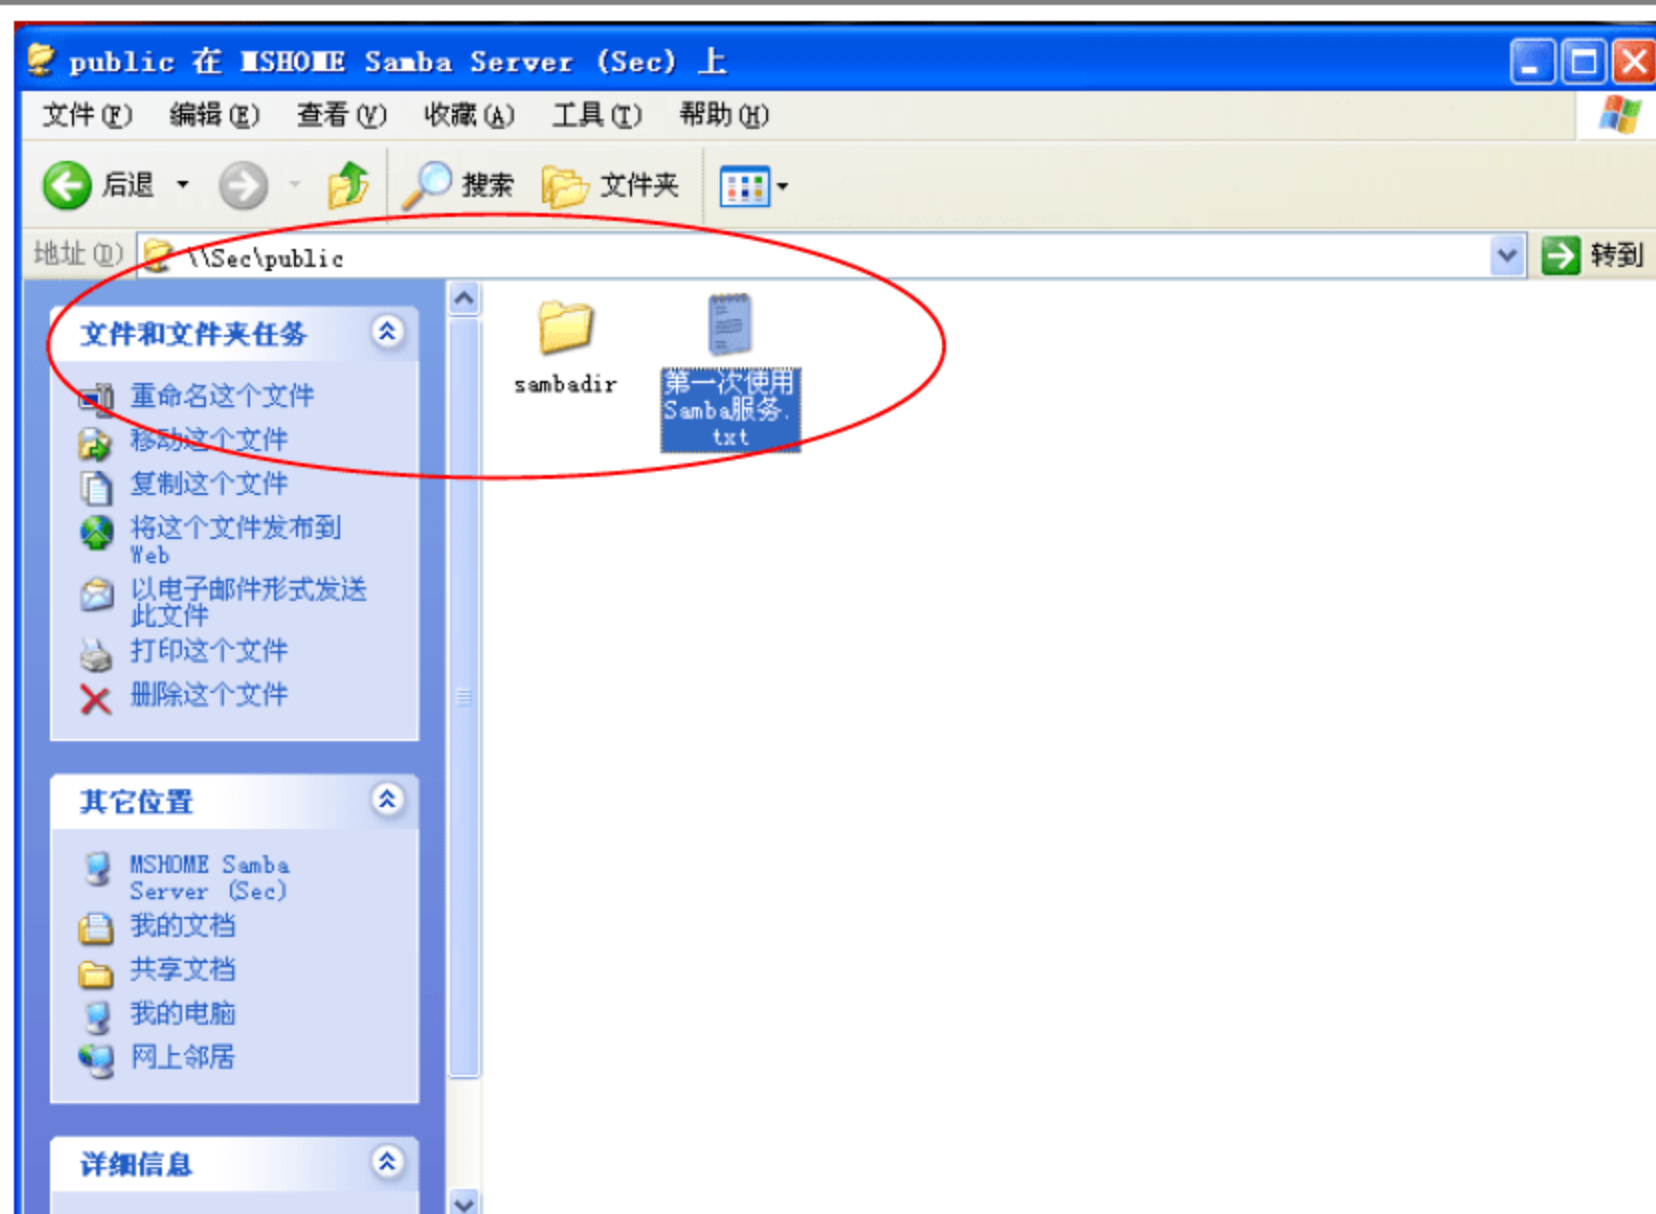 public 在 MSHOME Samba Server (Sec) 上
文件(F) 编辑(E) 查看(V) 收藏(A) 工具(T) 帮助(H)
后退 搜索 文件夹
地址(D) \\Sec\public 转到
文件和文件夹任务
重命名这个文件
移动这个文件
复制这个文件
将这个文件发布到
Web
以电子邮件形式发送
此文件
打印这个文件
删除这个文件
其它位置
MSHOME Samba
Server (Sec)
我的文档
共享文档
我的电脑
网上邻居
详细信息
sambadir
第一次使用
Samba服务.
txt